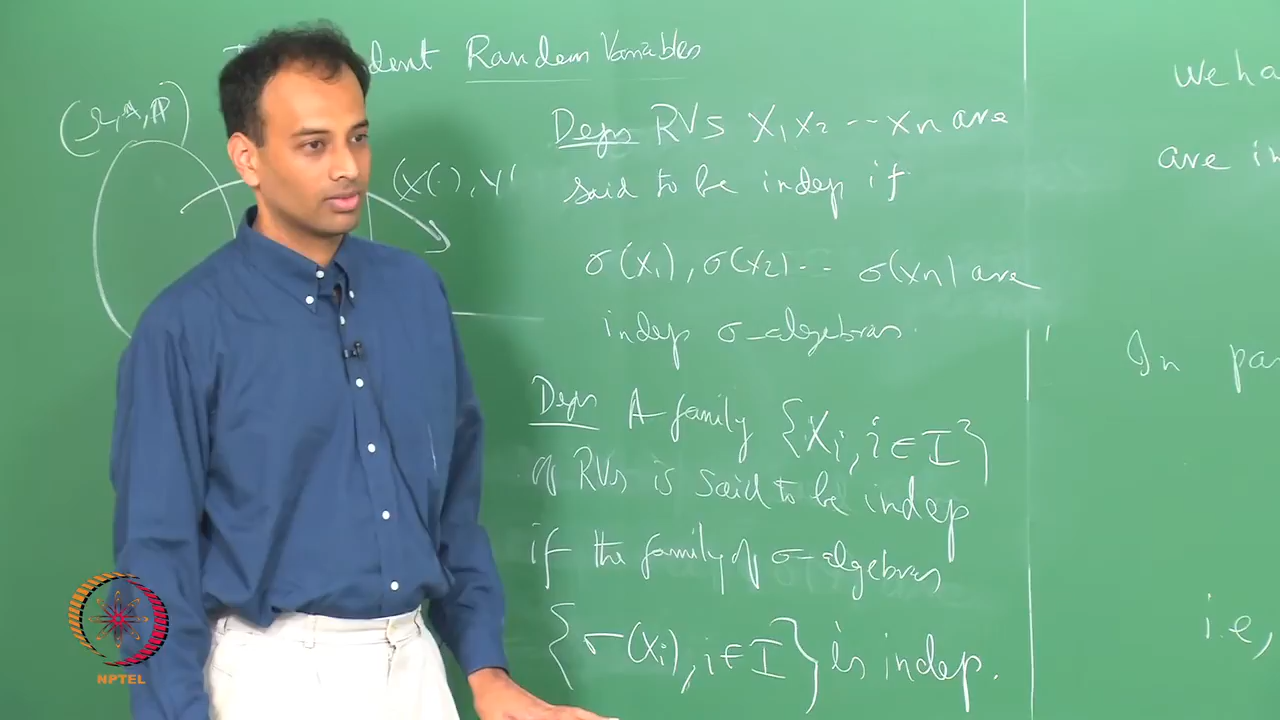 dent Random Variables
(Ω, A, P)
(X(·), Y(
Defn RVs X₁ X₂ -- Xn are
said to be indep if
σ(X₁), σ(X₂) -- σ(Xn) are
indep σ-algebras.
Defn A family {Xi, i ∈ I}
of RVs is said to be indep
if the family of σ-algebras
{σ(Xi), i ∈ I} is indep.
We ha
are in
In pa
i.e,
NPTEL